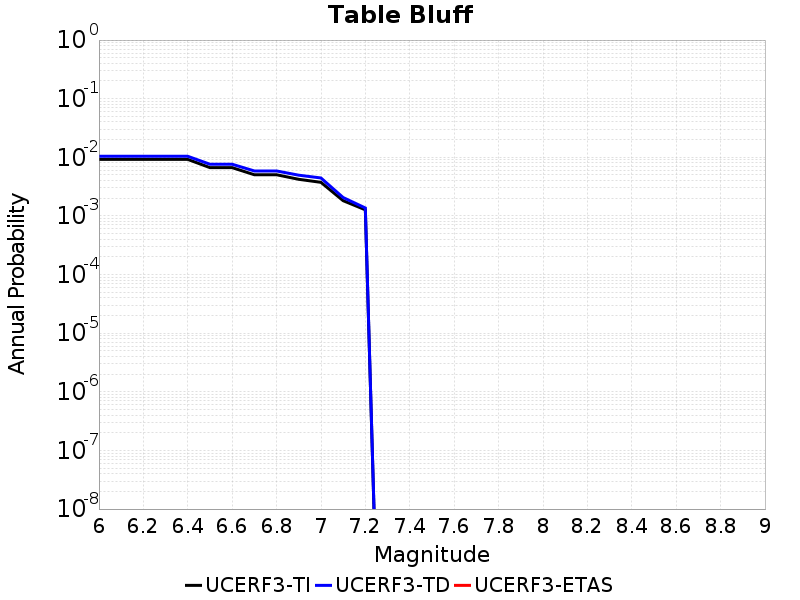 Table Bluff
10^0
10^-1
10^-2
10^-3
10^-4
10^-5
10^-6
10^-7
10^-8
Annual Probability
6 6.2 6.4 6.6 6.8 7 7.2 7.4 7.6 7.8 8 8.2 8.4 8.6 8.8 9
Magnitude
UCERF3-TI UCERF3-TD UCERF3-ETAS